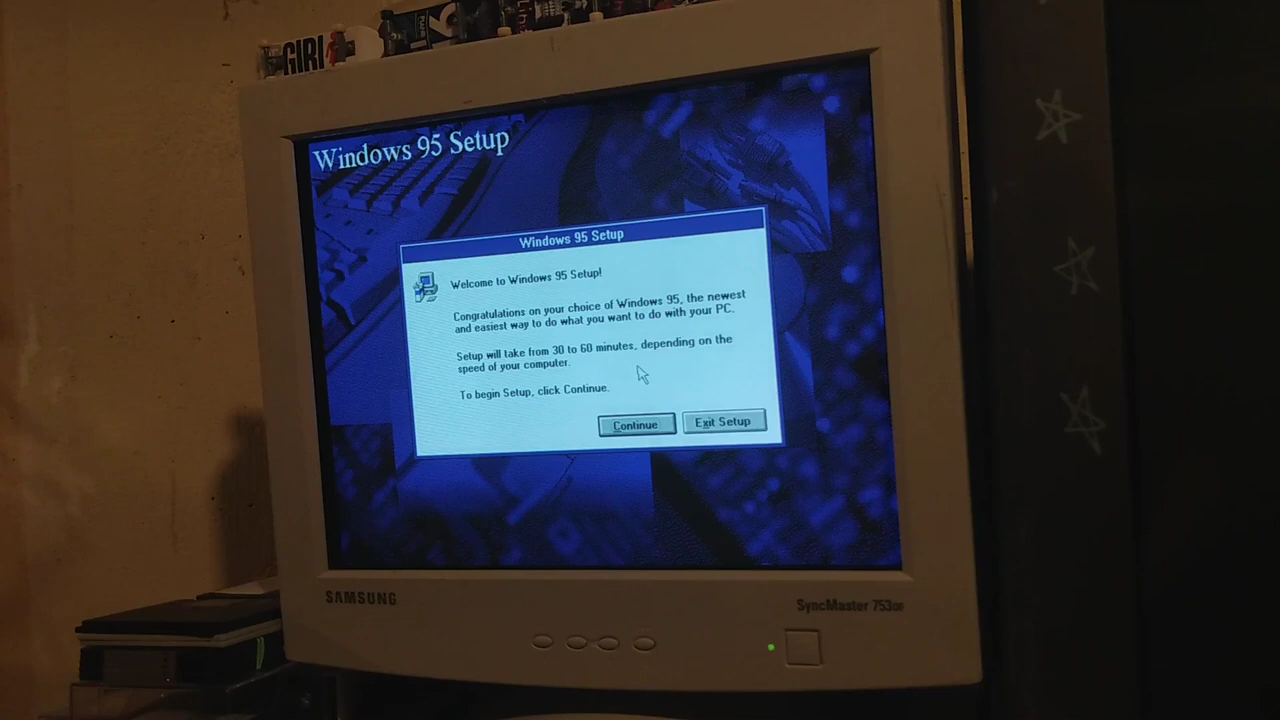 GIRL
Windows 95 Setup
Windows 95 Setup
Welcome to Windows 95 Setup!
Congratulations on your choice of Windows 95, the newest
and easiest way to do what you want to do with your PC.
Setup will take from 30 to 60 minutes, depending on the
speed of your computer.
To begin Setup, click Continue.
Continue
Exit Setup
SAMSUNG
SyncMaster 753DF